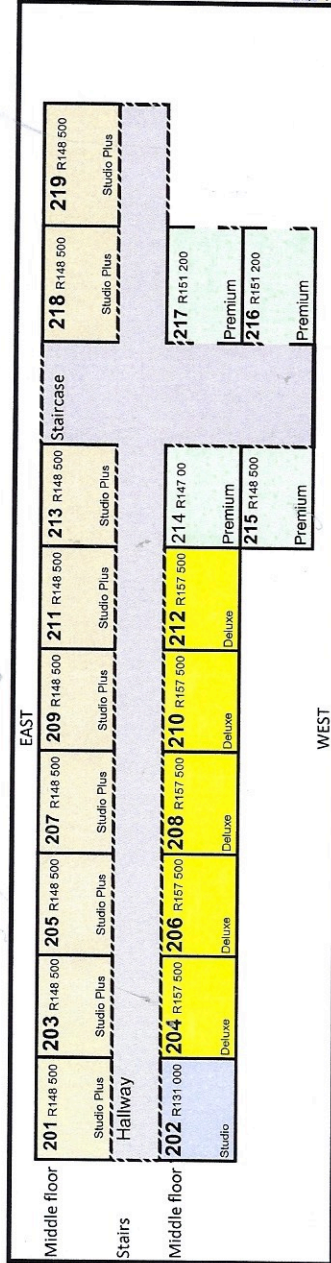 EAST
Middle floor
201 R148 500
Studio Plus
203 R148 500
Studio Plus
205 R148 500
Studio Plus
207 R148 500
Studio Plus
209 R148 500
Studio Plus
211 R148 500
Studio Plus
213 R148 500
Studio Plus
Staircase
218 R148 500
Studio Plus
219 R148 500
Studio Plus
Stairs
Hallway
Middle floor
202 R131 000
Studio
204 R157 500
Deluxe
206 R157 500
Deluxe
208 R157 500
Deluxe
210 R157 500
Deluxe
212 R157 500
Deluxe
214 R147 00
Premium
217 R151 200
Premium
215 R148 500
Premium
216 R151 200
Premium
WEST